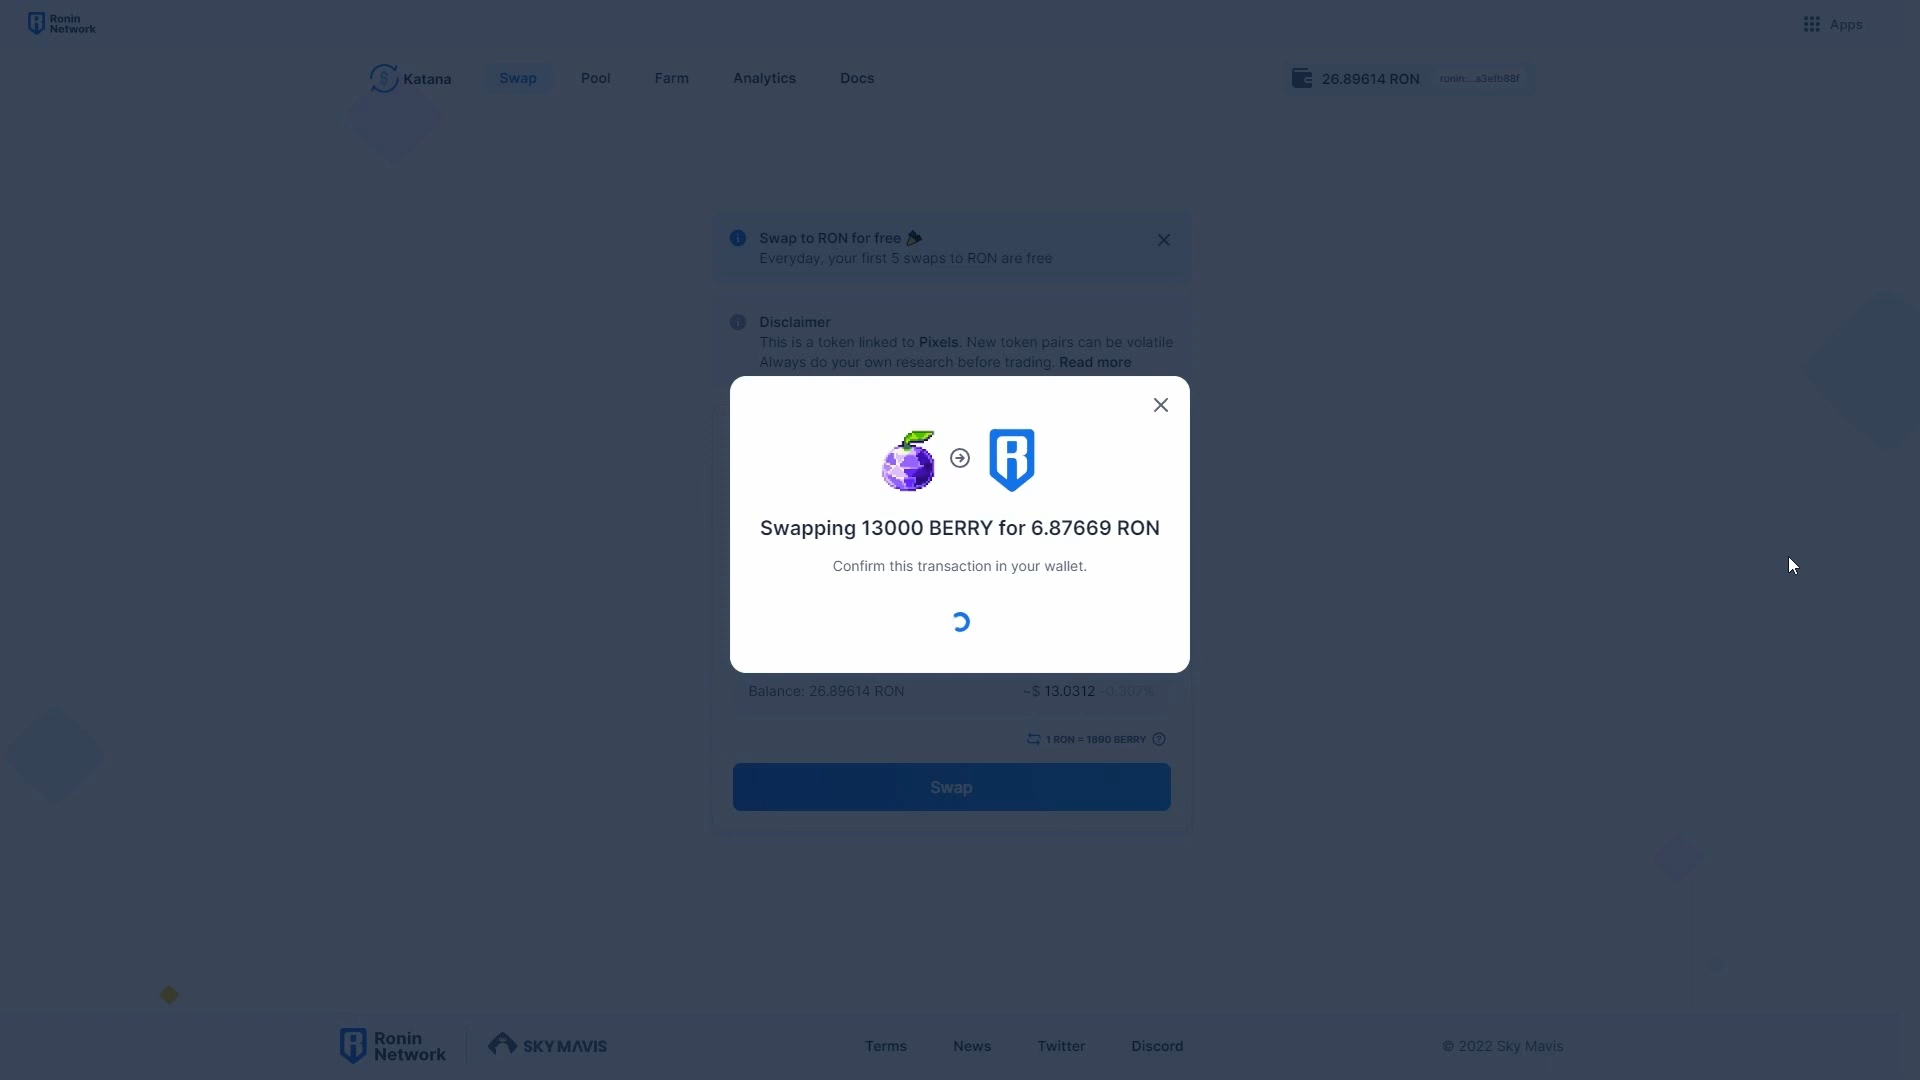 Ronin
Network
Apps
Katana
Swap
Pool
Farm
Analytics
Docs
26.89614 RON
ronin:...a3efb88f
Swap to RON for free
Everyday, your first 5 swaps to RON are free
Disclaimer
This is a token linked to Pixels. New token pairs can be volatile
Always do your own research before trading. Read more
Swapping 13000 BERRY for 6.87669 RON
Confirm this transaction in your wallet.
Balance: 26.89614 RON
~$ 13.0312 -0.307%
1 RON = 1890 BERRY
Swap
Ronin
Network
SKY MAVIS
Terms
News
Twitter
Discord
© 2022 Sky Mavis